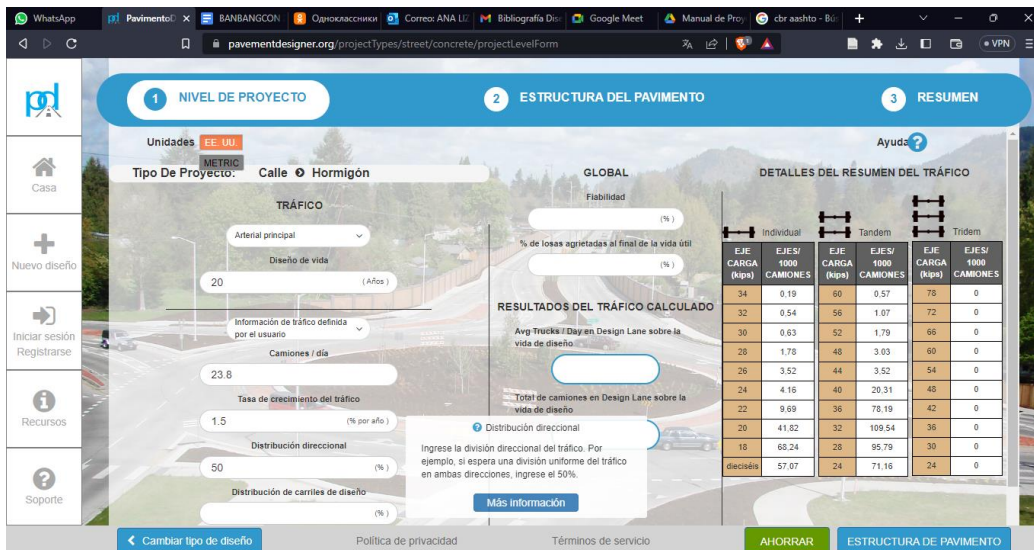 WhatsApp
PavimentoD
BANBANGCON
Одноклассники
Correo: ANA LIZ
Bibliografía Dise
Google Meet
Manual de Proy
cbr aashto - Bús
pavementdesigner.org/projectTypes/street/concrete/projectLevelForm
VPN
pd
1 NIVEL DE PROYECTO
2 ESTRUCTURA DEL PAVIMENTO
3 RESUMEN
Casa
Nuevo diseño
Iniciar sesión
Registrarse
Recursos
Soporte
Unidades EE. UU.
METRIC
Ayuda
Tipo De Proyecto: Calle Hormigón
TRÁFICO
Arterial principal
Diseño de vida
20 (Años)
Información de tráfico definida
por el usuario
Camiones / día
23.8
Tasa de crecimiento del tráfico
1.5 (% por año)
Distribución direccional
50 (%)
Distribución de carriles de diseño
(%)
GLOBAL
Fiabilidad
(%)
% de losas agrietadas al final de la vida útil
(%)
RESULTADOS DEL TRÁFICO CALCULADO
Avg Trucks / Day en Design Lane sobre la
vida de diseño
Total de camiones en Design Lane sobre la
vida de diseño
Distribución direccional
Ingrese la división direccional del tráfico. Por
ejemplo, si espera una división uniforme del tráfico
en ambas direcciones, ingrese el 50%.
Más información
DETALLES DEL RESUMEN DEL TRÁFICO
Individual Tandem Tridem
EJE CARGA (kips) EJES/ 1000 CAMIONES EJE CARGA (kips) EJES/ 1000 CAMIONES EJE CARGA (kips) EJES/ 1000 CAMIONES
34 0,19 60 0,57 78 0
32 0,54 56 1.07 72 0
30 0,63 52 1,79 66 0
28 1,78 48 3.03 60 0
26 3,52 44 3,52 54 0
24 4.16 40 20,31 48 0
22 9,69 36 78,19 42 0
20 41,82 32 109,54 36 0
18 68,24 28 95,79 30 0
dieciséis 57,07 24 71,16 24 0
Cambiar tipo de diseño
Política de privacidad
Términos de servicio
AHORRAR
ESTRUCTURA DE PAVIMENTO